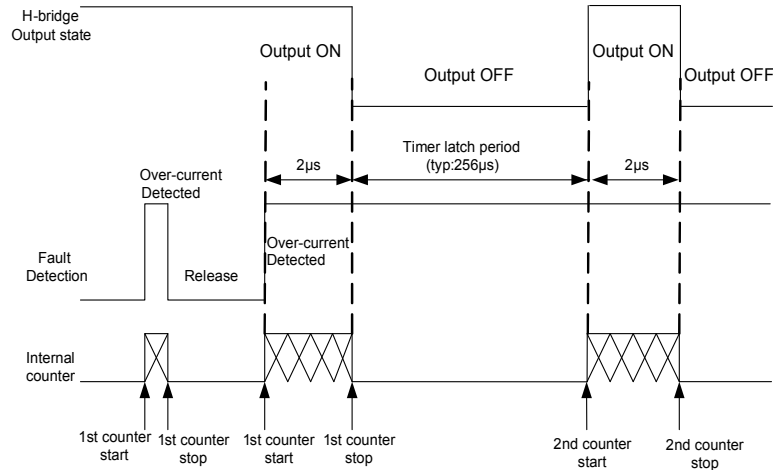 H-bridge
Output state
Output ON
Output OFF
Output ON
Output OFF
2μs
Timer latch period
(typ:256μs)
2μs
Over-current
Detected
Fault
Detection
Release
Over-current
Detected
Internal
counter
1st counter
start
1st counter
stop
1st counter
start
1st counter
stop
2nd counter
start
2nd counter
stop